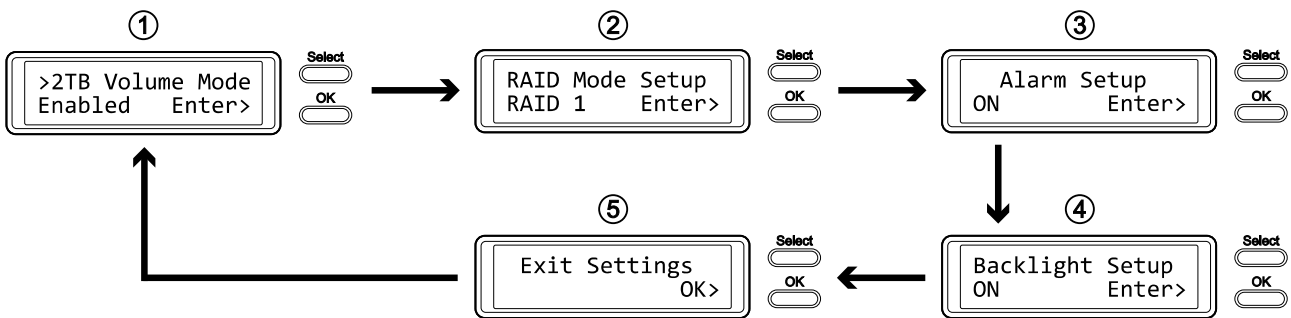 ①
>2TB Volume Mode
Enabled Enter>
Select
OK
②
RAID Mode Setup
RAID 1 Enter>
Select
OK
③
Alarm Setup
ON Enter>
Select
OK
④
Backlight Setup
ON Enter>
Select
OK
⑤
Exit Settings
OK>
Select
OK